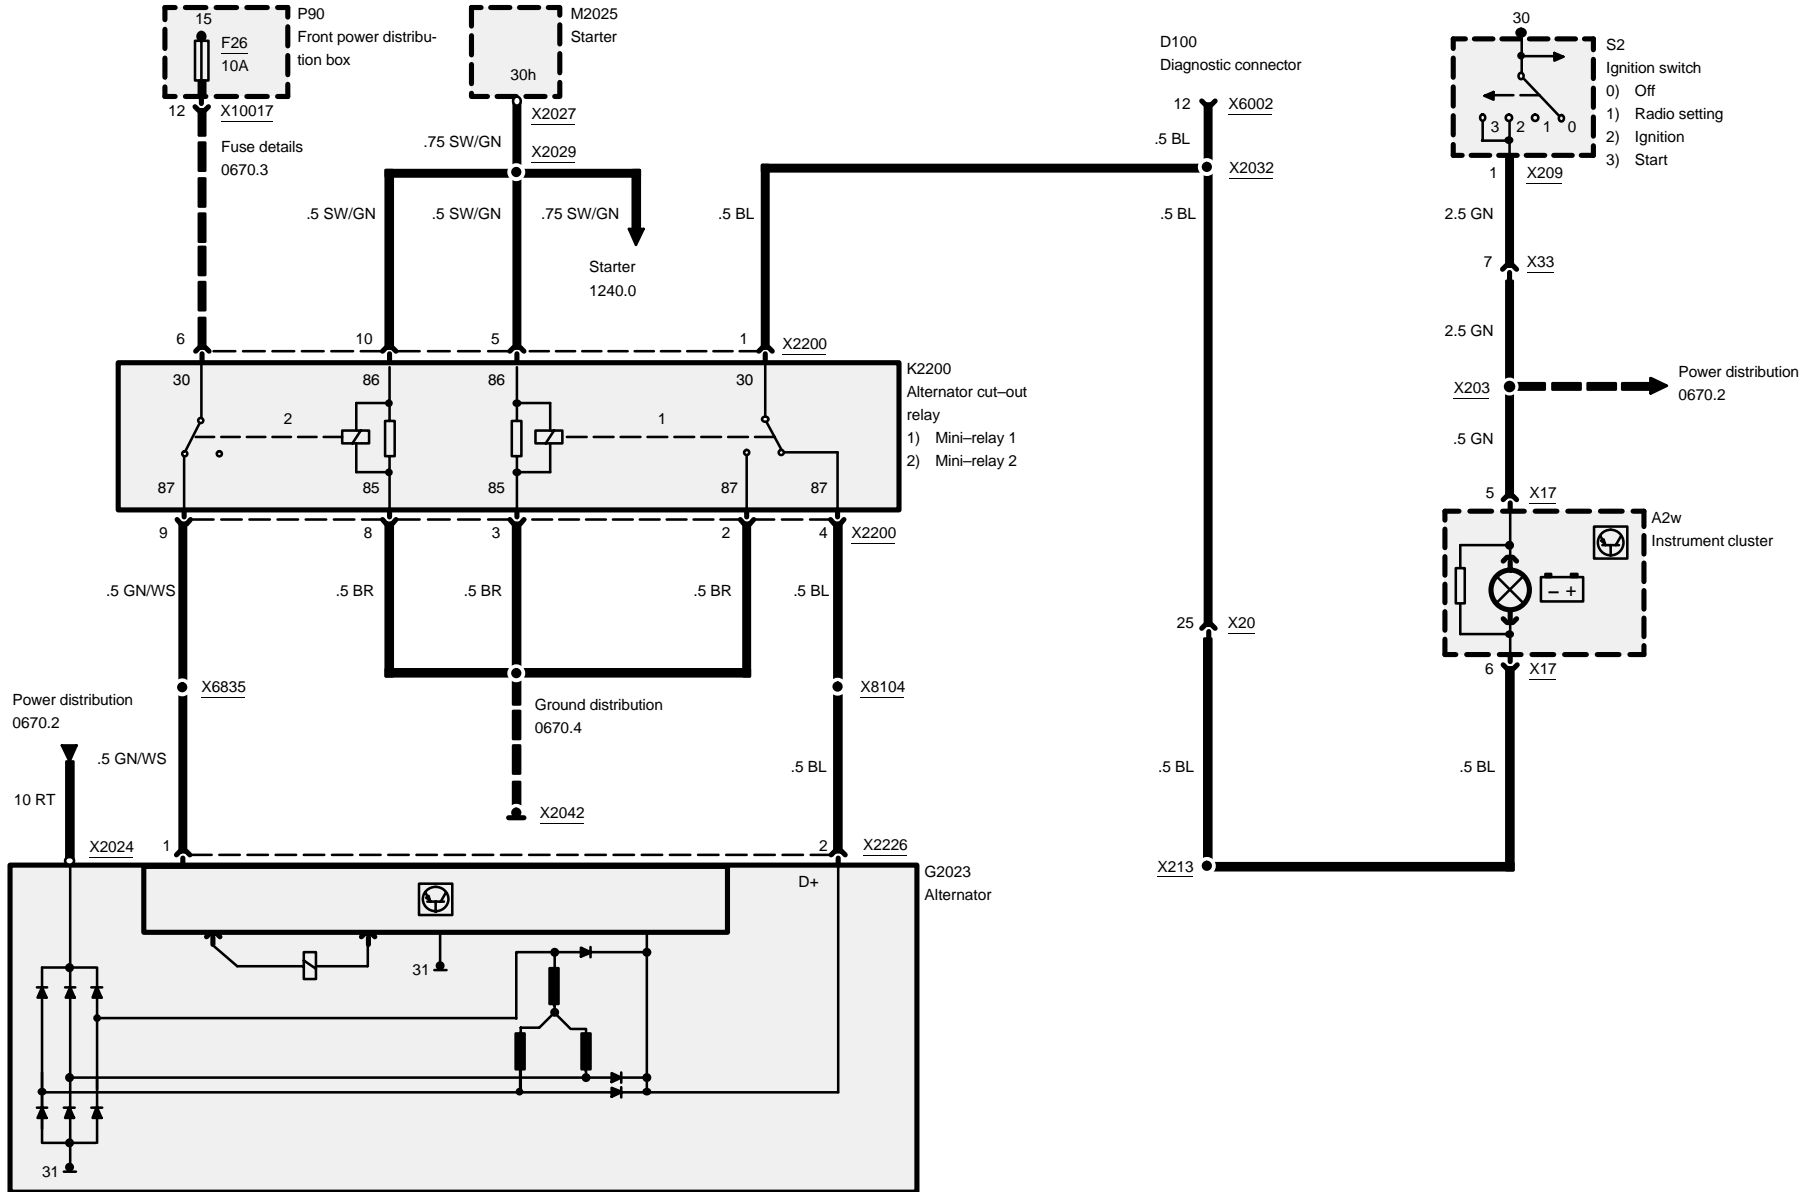 15
F26
10A
P90
Front power distribu-
tion box
12
X10017
Fuse details
0670.3
M2025
Starter
30h
X2027
.75 SW/GN
X2029
.5 SW/GN
.5 SW/GN
.75 SW/GN
Starter
1240.0
D100
Diagnostic connector
12
X6002
.5 BL
X2032
.5 BL
.5 BL
30
S2
Ignition switch
0) Off
1) Radio setting
2) Ignition
3) Start
3
2
1
0
1
X209
2.5 GN
7
X33
2.5 GN
X203
Power distribution
0670.2
.5 GN
5
X17
A2w
Instrument cluster
– +
6
X17
6
10
5
1
X2200
30
86
86
30
2
1
87
85
85
87
87
K2200
Alternator cut–out
relay
1) Mini–relay 1
2) Mini–relay 2
9
8
3
2
4
X2200
.5 GN/WS
.5 BR
.5 BR
.5 BR
.5 BL
25
X20
X6835
X8104
Power distribution
0670.2
Ground distribution
0670.4
.5 GN/WS
10 RT
.5 BL
.5 BL
.5 BL
X2042
X2024
1
2
X2226
X213
D+
G2023
Alternator
31
31